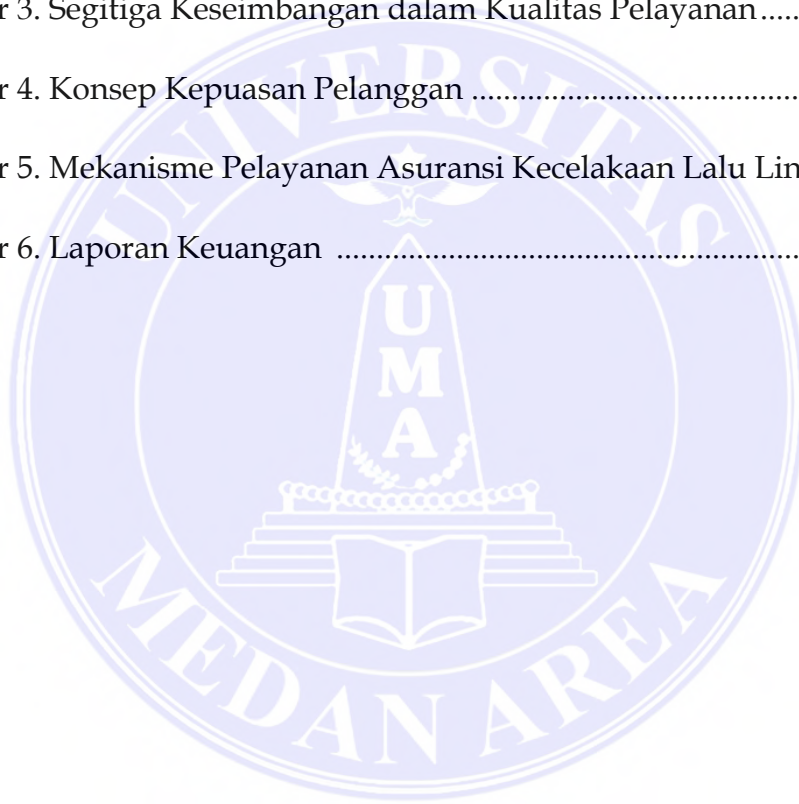 r 3. Segitiga Keseimbangan dalam Kualitas Pelayanan.....
r 4. Konsep Kepuasan Pelanggan .........................................
r 5. Mekanisme Pelayanan Asuransi Kecelakaan Lalu Lin
r 6. Laporan Keuangan ..........................................................
UNIVERSITAS
UMA
MEDAN AREA